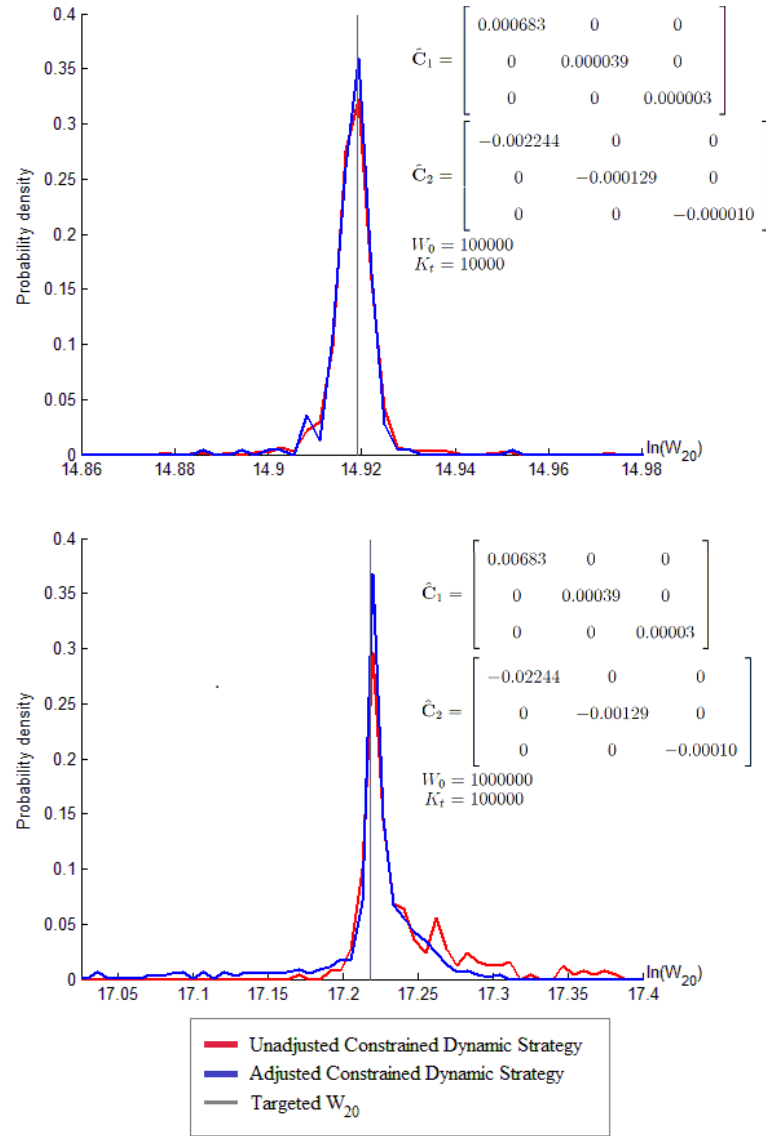 0.4
0.35
0.3
0.25
0.2
0.15
0.1
0.05
0
Probability density
14.86 14.88 14.9 14.92 14.94 14.96 14.98
ln(W20)
Ĉ1 =
0.000683 0 0
0 0.000039 0
0 0 0.000003
Ĉ2 =
−0.002244 0 0
0 −0.000129 0
0 0 −0.000010
W0 = 100000
Kt = 10000
0.4
0.35
0.3
0.25
0.2
0.15
0.1
0.05
0
Probability density
17.05 17.1 17.15 17.2 17.25 17.3 17.35 17.4
ln(W20)
Ĉ1 =
0.00683 0 0
0 0.00039 0
0 0 0.00003
Ĉ2 =
−0.02244 0 0
0 −0.00129 0
0 0 −0.00010
W0 = 1000000
Kt = 100000
Unadjusted Constrained Dynamic Strategy
Adjusted Constrained Dynamic Strategy
Targeted W20